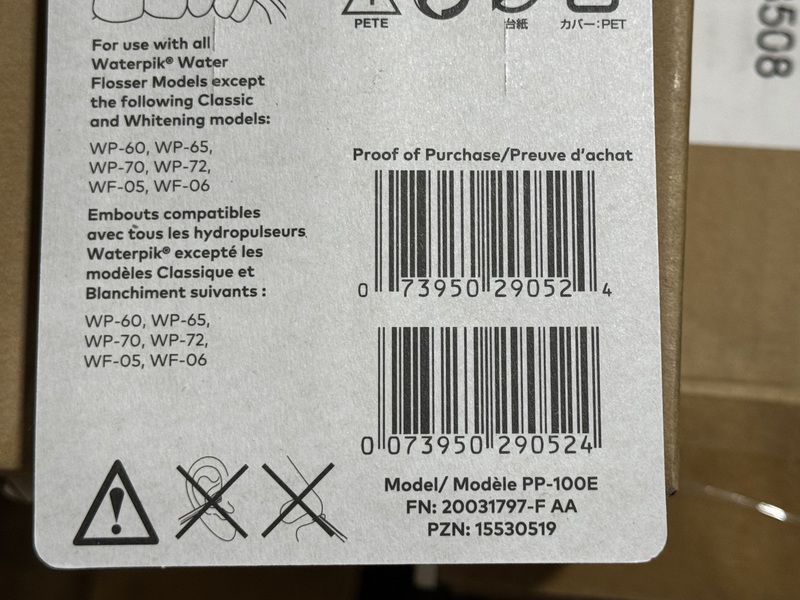 PETE
台紙
カバー:PET
5508
For use with all
Waterpik® Water
Flosser Models except
the following Classic
and Whitening models:
WP-60, WP-65,
WP-70, WP-72,
WF-05, WF-06
Embouts compatibles
avec tous les hydropulseurs
Waterpik® excepté les
modèles Classique et
Blanchiment suivants :
WP-60, WP-65,
WP-70, WP-72,
WF-05, WF-06
Proof of Purchase/Preuve d'achat
0 73950 29052 4
0 073950 290524
Model/ Modèle PP-100E
FN: 20031797-F AA
PZN: 15530519